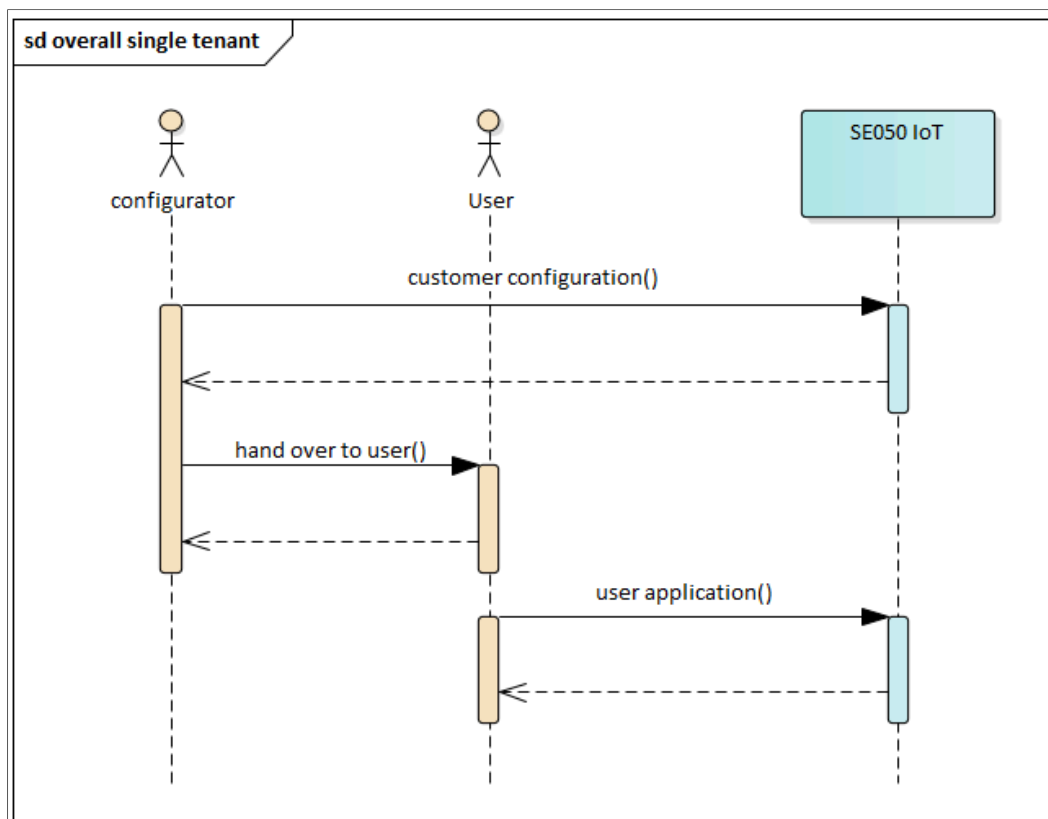 sd overall single tenant
SE050 IoT
configurator
User
customer configuration()
hand over to user()
user application()